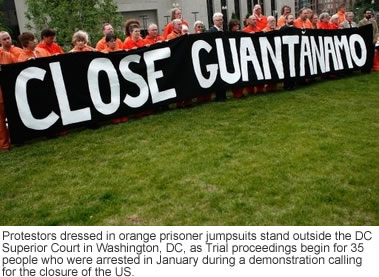 CLOSE GUANTÁNAMO
Protestors dressed in orange prisoner jumpsuits stand outside the DC
Superior Court in Washington, DC, as Trial proceedings begin for 35
people who were arrested in January during a demonstration calling
for the closure of the US.